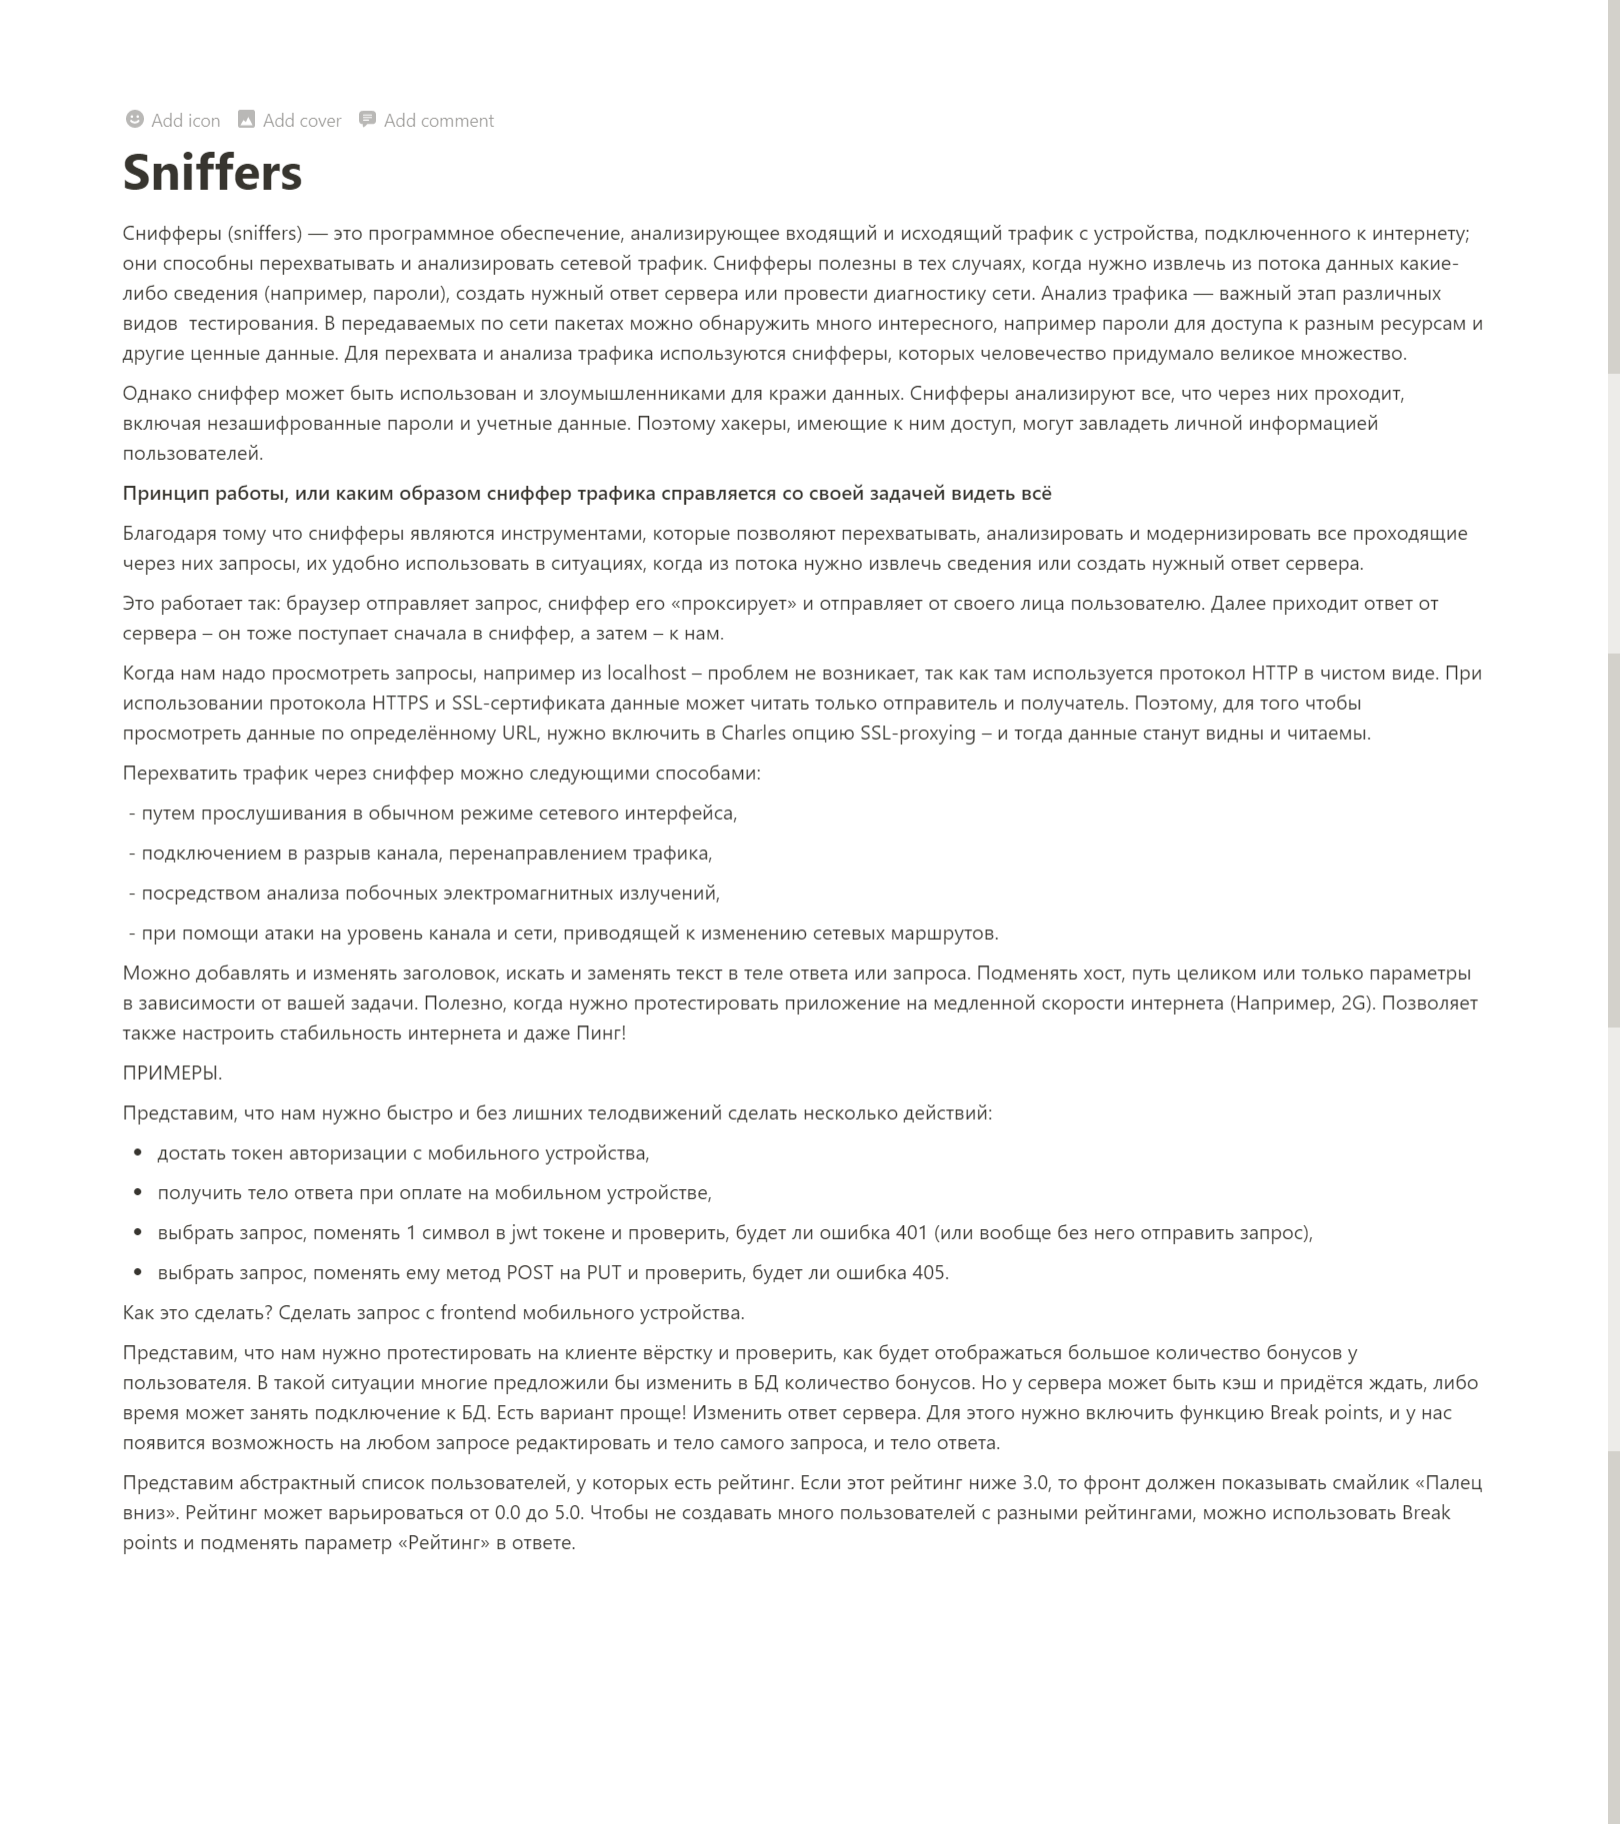 Add icon Add cover Add comment
Sniffers
Снифферы (sniffers) — это программное обеспечение, анализирующее входящий и исходящий трафик с устройства, подключенного к интернету;
они способны перехватывать и анализировать сетевой трафик. Снифферы полезны в тех случаях, когда нужно извлечь из потока данных какие-
либо сведения (например, пароли), создать нужный ответ сервера или провести диагностику сети. Анализ трафика — важный этап различных
видов  тестирования. В передаваемых по сети пакетах можно обнаружить много интересного, например пароли для доступа к разным ресурсам и
другие ценные данные. Для перехвата и анализа трафика используются снифферы, которых человечество придумало великое множество.
Однако сниффер может быть использован и злоумышленниками для кражи данных. Снифферы анализируют все, что через них проходит,
включая незашифрованные пароли и учетные данные. Поэтому хакеры, имеющие к ним доступ, могут завладеть личной информацией
пользователей.
Принцип работы, или каким образом сниффер трафика справляется со своей задачей видеть всё
Благодаря тому что снифферы являются инструментами, которые позволяют перехватывать, анализировать и модернизировать все проходящие
через них запросы, их удобно использовать в ситуациях, когда из потока нужно извлечь сведения или создать нужный ответ сервера.
Это работает так: браузер отправляет запрос, сниффер его «проксирует» и отправляет от своего лица пользователю. Далее приходит ответ от
сервера – он тоже поступает сначала в сниффер, а затем – к нам.
Когда нам надо просмотреть запросы, например из localhost – проблем не возникает, так как там используется протокол HTTP в чистом виде. При
использовании протокола HTTPS и SSL-сертификата данные может читать только отправитель и получатель. Поэтому, для того чтобы
просмотреть данные по определённому URL, нужно включить в Charles опцию SSL-proxying – и тогда данные станут видны и читаемы.
Перехватить трафик через сниффер можно следующими способами:
- путем прослушивания в обычном режиме сетевого интерфейса,
- подключением в разрыв канала, перенаправлением трафика,
- посредством анализа побочных электромагнитных излучений,
- при помощи атаки на уровень канала и сети, приводящей к изменению сетевых маршрутов.
Можно добавлять и изменять заголовок, искать и заменять текст в теле ответа или запроса. Подменять хост, путь целиком или только параметры
в зависимости от вашей задачи. Полезно, когда нужно протестировать приложение на медленной скорости интернета (Например, 2G). Позволяет
также настроить стабильность интернета и даже Пинг!
ПРИМЕРЫ.
Представим, что нам нужно быстро и без лишних телодвижений сделать несколько действий:
• достать токен авторизации с мобильного устройства,
• получить тело ответа при оплате на мобильном устройстве,
• выбрать запрос, поменять 1 символ в jwt токене и проверить, будет ли ошибка 401 (или вообще без него отправить запрос),
• выбрать запрос, поменять ему метод POST на PUT и проверить, будет ли ошибка 405.
Как это сделать? Сделать запрос с frontend мобильного устройства.
Представим, что нам нужно протестировать на клиенте вёрстку и проверить, как будет отображаться большое количество бонусов у
пользователя. В такой ситуации многие предложили бы изменить в БД количество бонусов. Но у сервера может быть кэш и придётся ждать, либо
время может занять подключение к БД. Есть вариант проще! Изменить ответ сервера. Для этого нужно включить функцию Break points, и у нас
появится возможность на любом запросе редактировать и тело самого запроса, и тело ответа.
Представим абстрактный список пользователей, у которых есть рейтинг. Если этот рейтинг ниже 3.0, то фронт должен показывать смайлик «Палец
вниз». Рейтинг может варьироваться от 0.0 до 5.0. Чтобы не создавать много пользователей с разными рейтингами, можно использовать Break
points и подменять параметр «Рейтинг» в ответе.